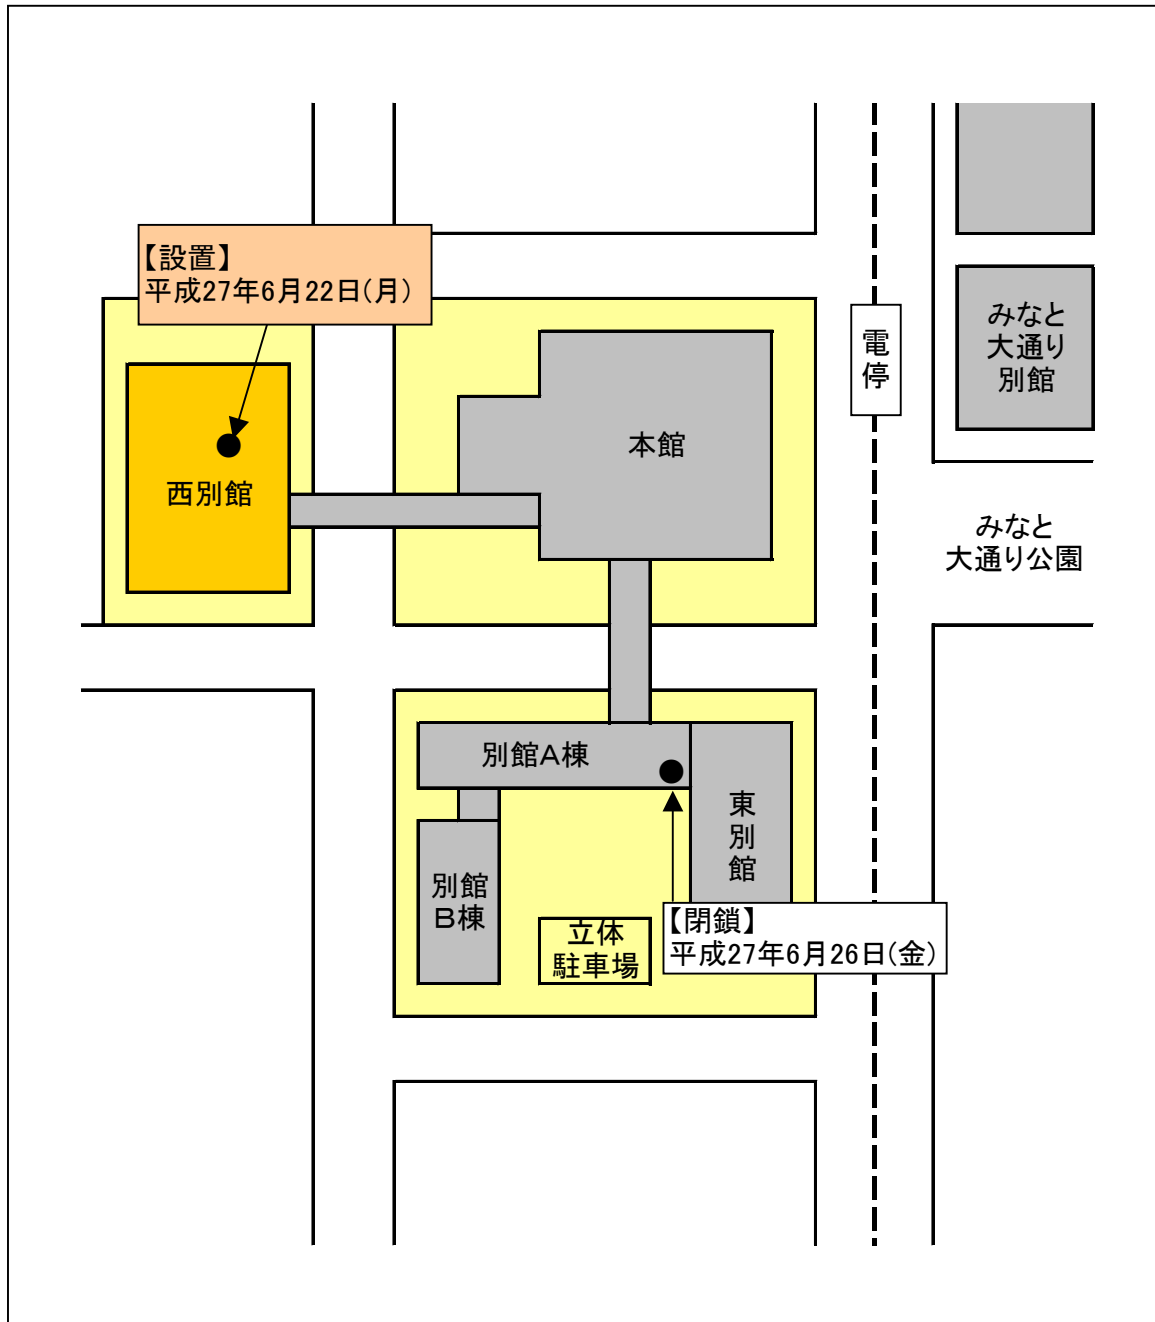 【設置】
平成27年6月22日(月)
電停
みなと
大通り
別館
本館
西別館
みなと
大通り公園
別館A棟
東別館
別館
B棟
立体
駐車場
【閉鎖】
平成27年6月26日(金)